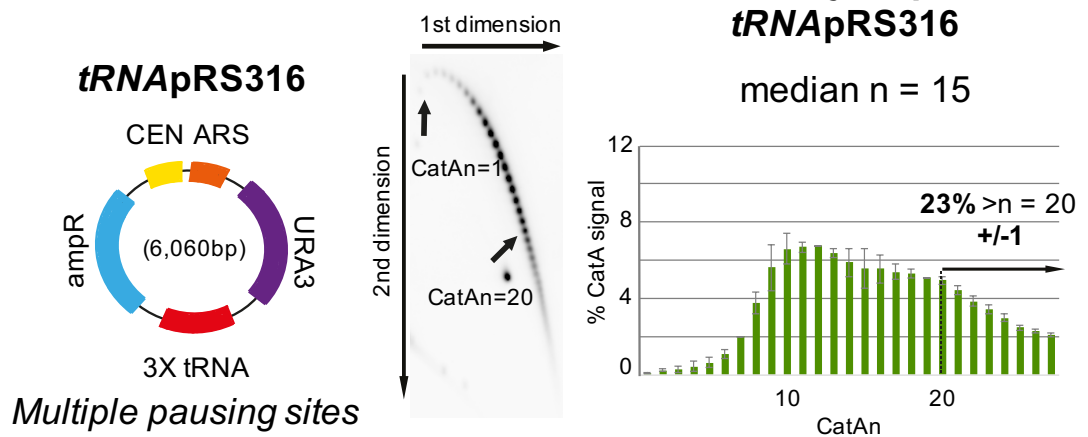 tRNApRS316
CEN ARS
ampR
(6,060bp)
URA3
3X tRNA
Multiple pausing sites
1st dimension
2nd dimension
CatAn=1
CatAn=20
tRNApRS316
median n = 15
% CatA signal
12
8
4
0
23% >n = 20
+/-1
10
20
CatAn